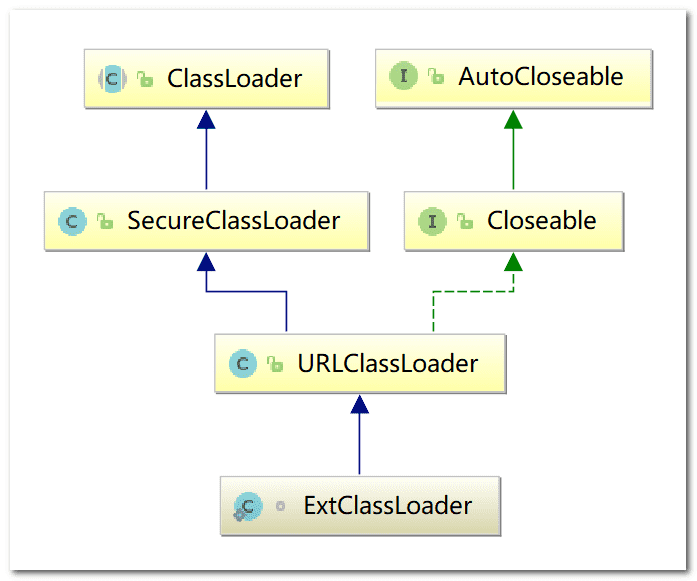 C ClassLoader
I AutoCloseable
C SecureClassLoader
I Closeable
C URLClassLoader
C ExtClassLoader